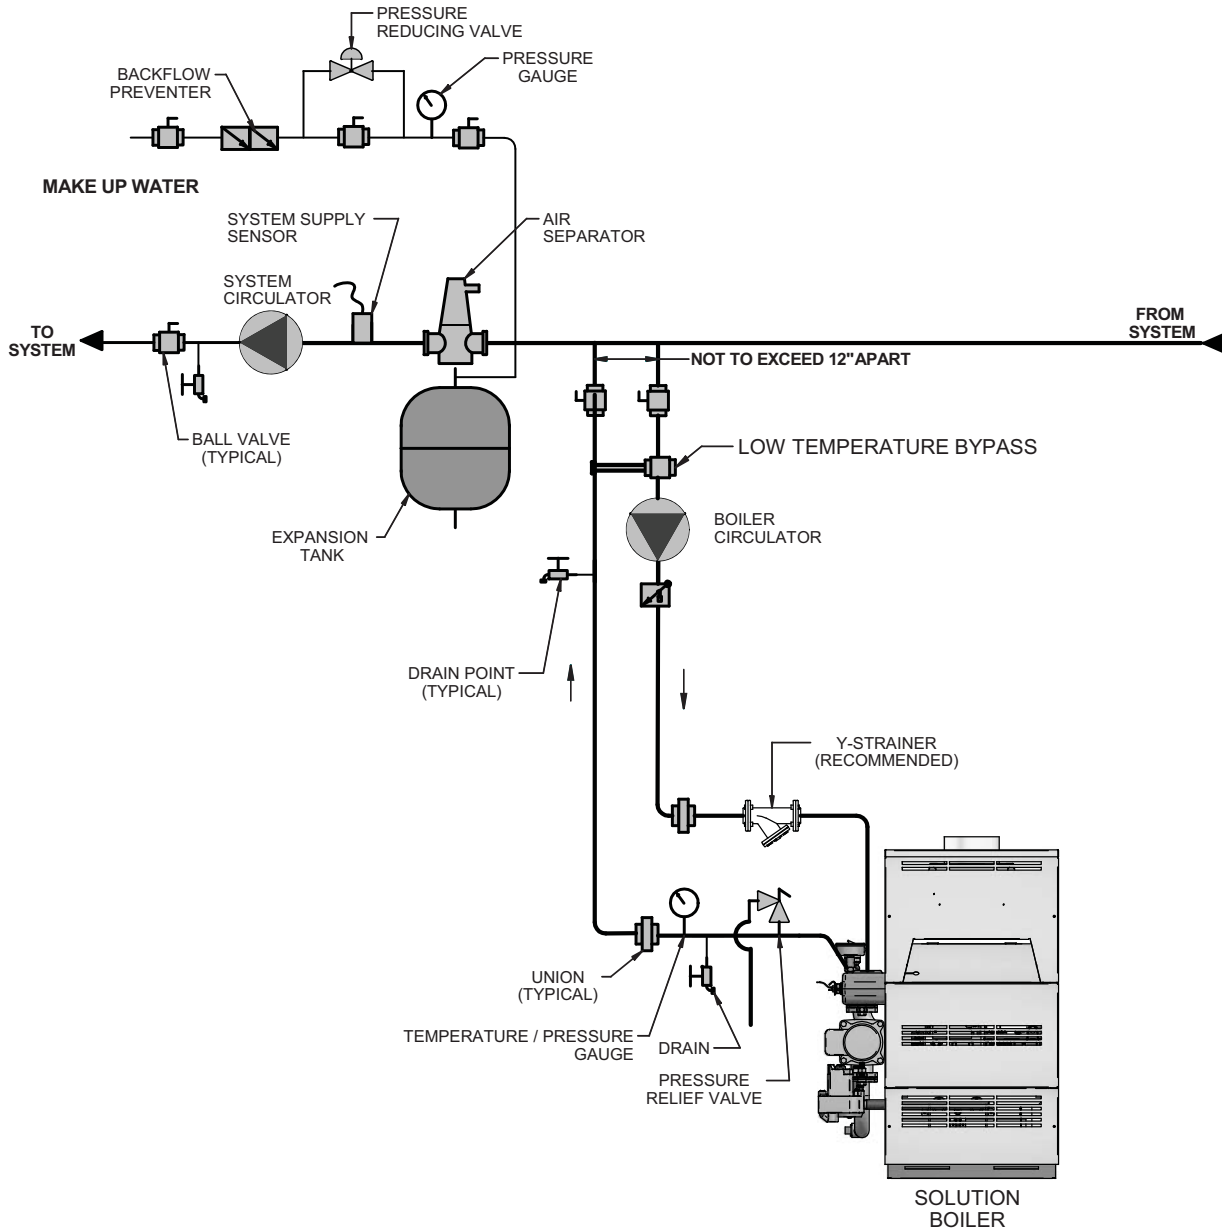 PRESSURE
REDUCING VALVE
PRESSURE
GAUGE
BACKFLOW
PREVENTER
MAKE UP WATER
SYSTEM SUPPLY
SENSOR
AIR
SEPARATOR
SYSTEM
CIRCULATOR
TO
SYSTEM
FROM
SYSTEM
NOT TO EXCEED 12"APART
BALL VALVE
(TYPICAL)
LOW TEMPERATURE BYPASS
EXPANSION
TANK
BOILER
CIRCULATOR
DRAIN POINT
(TYPICAL)
Y-STRAINER
(RECOMMENDED)
UNION
(TYPICAL)
TEMPERATURE / PRESSURE
GAUGE
DRAIN
PRESSURE
RELIEF VALVE
SOLUTION
BOILER